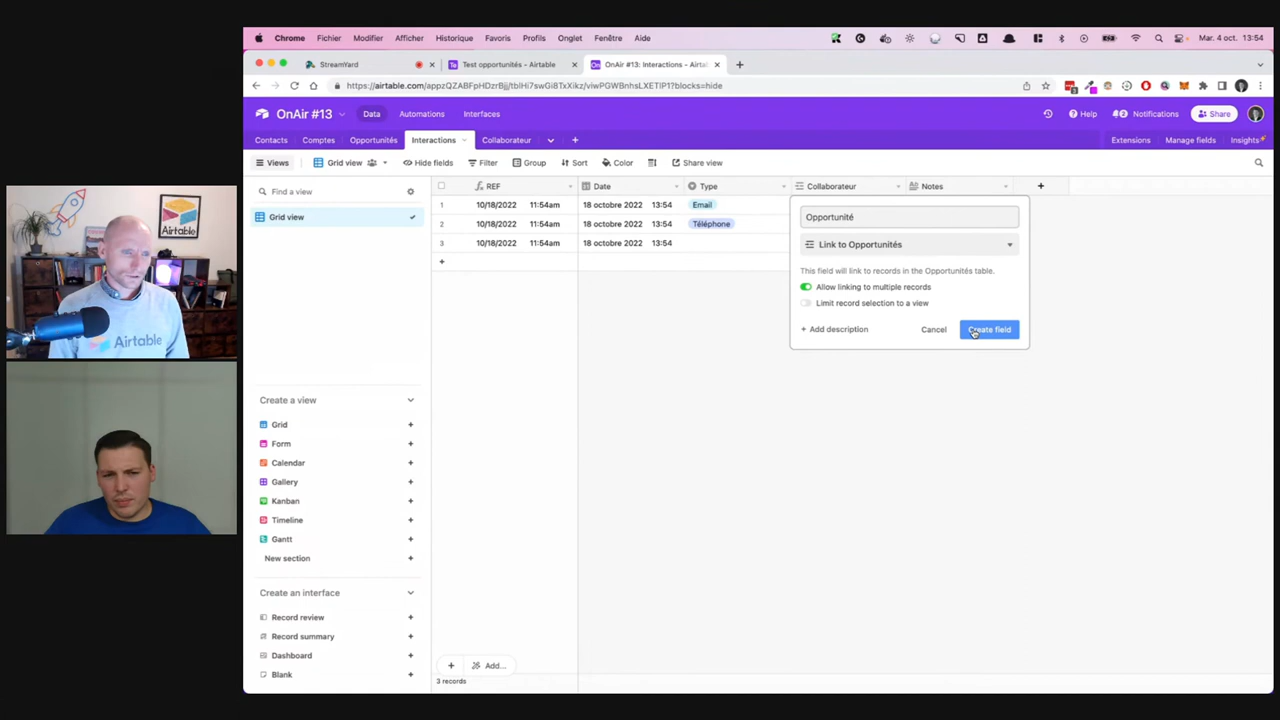 Chrome Fichier Modifier Afficher Historique Favoris Profils Onglet Fenêtre Aide Mar. 4 oct. 13:54
StreamYard Test opportunités - Airtable OnAir #13: Interactions - Airtal
https://airtable.com/appzQZABFpHDzrBjj/tblHi7swGi8TxXikz/viwPGWBnhsLXETIP1?blocks=hide
OnAir #13 Data Automations Interfaces Help 2 Notifications Share
Contacts Comptes Opportunités Interactions Collaborateur Extensions Manage fields Insights
Views Grid view Hide fields Filter Group Sort Color Share view
Find a view
Grid view
REF Date Type Collaborateur Notes
1 10/18/2022 11:54am 18 octobre 2022 13:54 Email
2 10/18/2022 11:54am 18 octobre 2022 13:54 Téléphone
3 10/18/2022 11:54am 18 octobre 2022 13:54
Opportunité
Link to Opportunités
This field will link to records in the Opportunités table.
Allow linking to multiple records
Limit record selection to a view
+ Add description Cancel Create field
Create a view
Grid
Form
Calendar
Gallery
Kanban
Timeline
Gantt
New section
Create an interface
Record review
Record summary
Dashboard
Blank
Add...
3 records
Airtable
Airtable